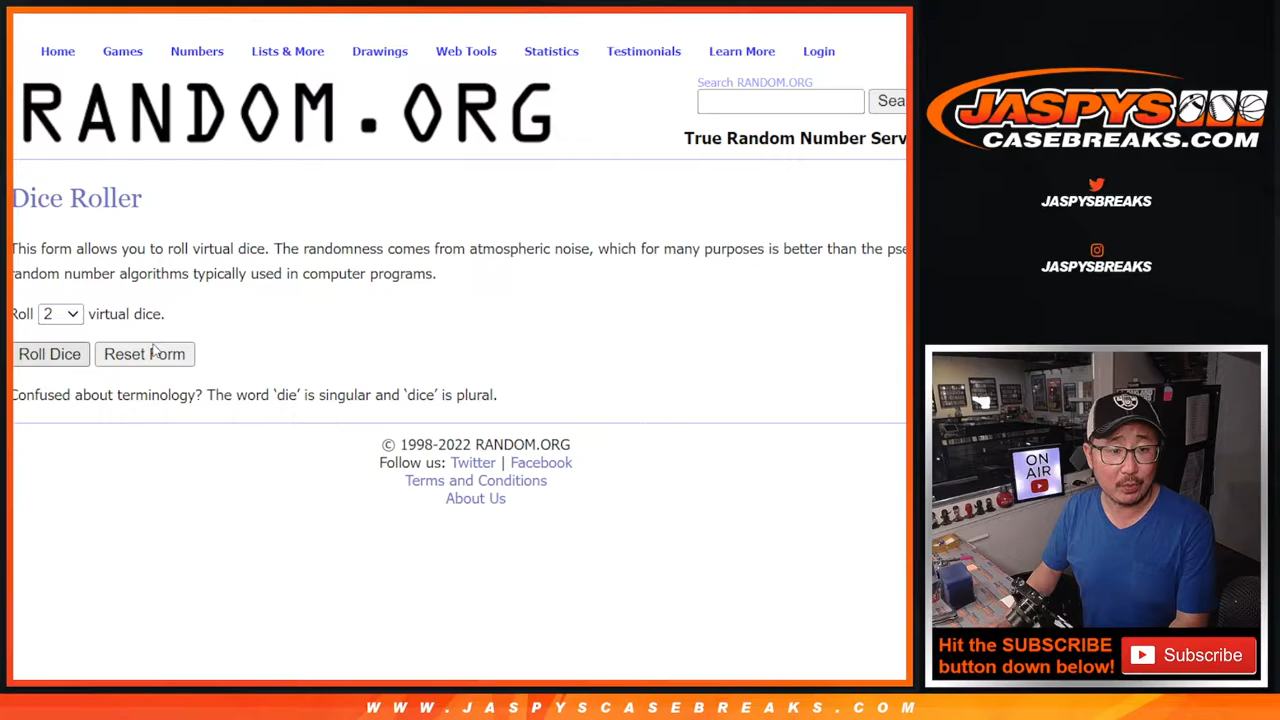 Home Games Numbers Lists & More Drawings Web Tools Statistics Testimonials Learn More Login
RANDOM.ORG
Search RANDOM.ORG
Sea
True Random Number Serv
Dice Roller
This form allows you to roll virtual dice. The randomness comes from atmospheric noise, which for many purposes is better than the pse
random number algorithms typically used in computer programs.
Roll 2 virtual dice.
Roll Dice Reset Form
Confused about terminology? The word ‘die’ is singular and ‘dice’ is plural.
© 1998-2022 RANDOM.ORG
Follow us: Twitter | Facebook
Terms and Conditions
About Us
JASPYS
CASEBREAKS.COM
JASPYSBREAKS
JASPYSBREAKS
ON
AIR
Hit the SUBSCRIBE
button down below!
Subscribe
WWW.JASPYSCASEBREAKS.COM